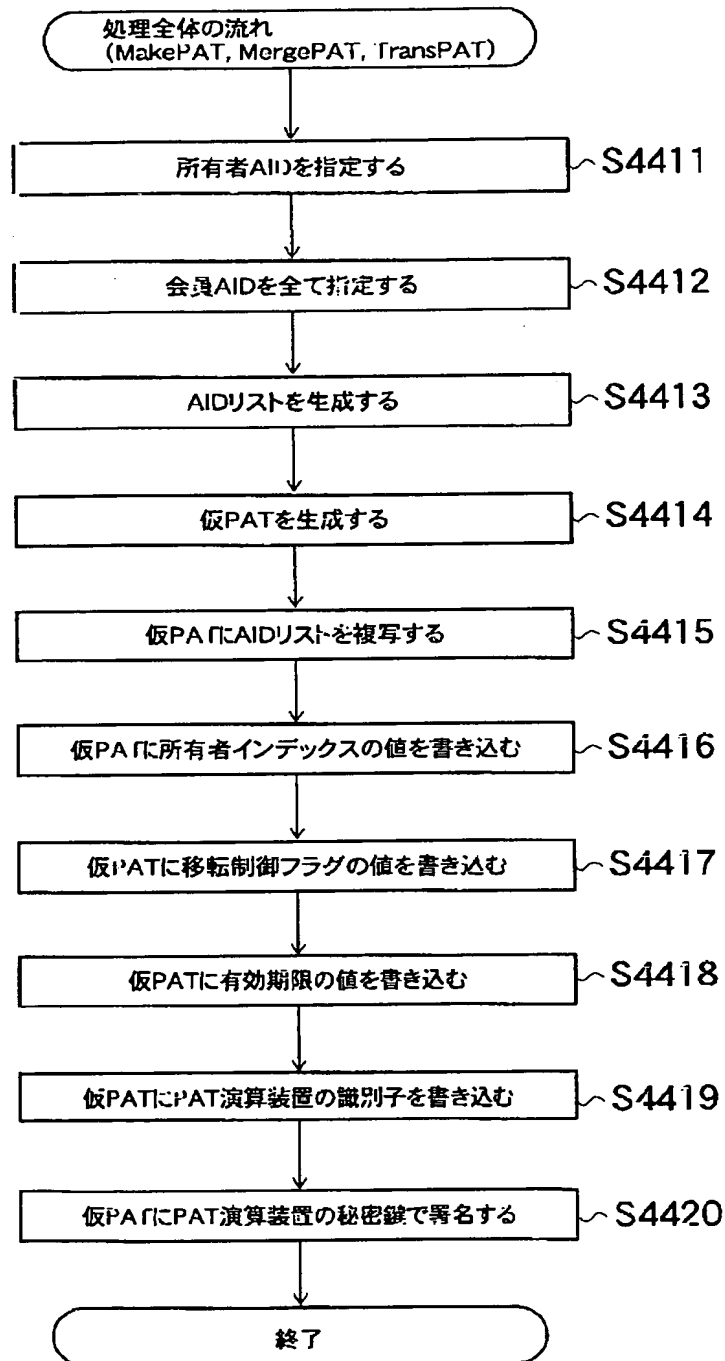 処理全体の流れ
(MakePAT, MergePAT, TransPAT)
所有者AIDを指定する
S4411
会員AIDを全て指定する
S4412
AIDリストを生成する
S4413
仮PATを生成する
S4414
仮PATにAIDリストを複写する
S4415
仮PATに所有者インデックスの値を書き込む
S4416
仮PATに移転制御フラグの値を書き込む
S4417
仮PATに有効期限の値を書き込む
S4418
仮PATにPAT演算装置の識別子を書き込む
S4419
仮PATにPAT演算装置の秘密鍵で署名する
S4420
終了